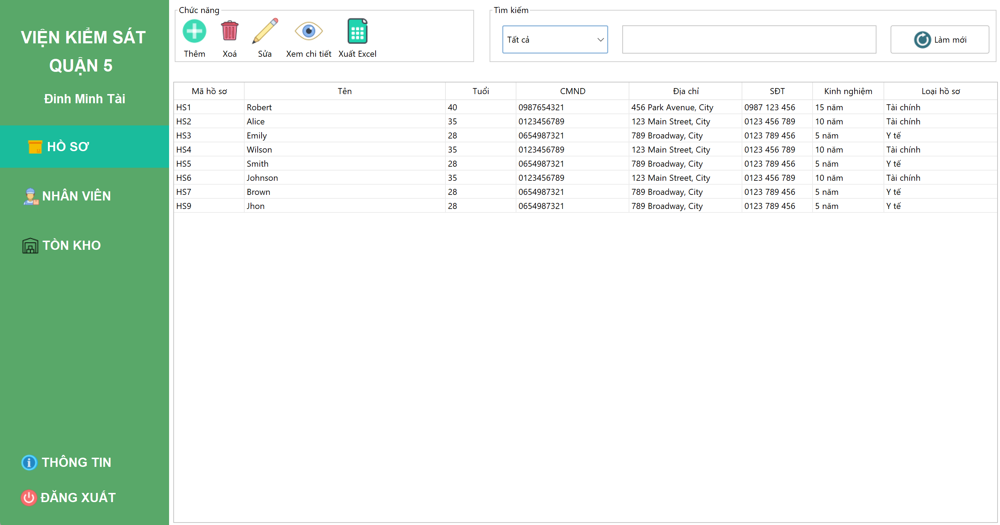 VIỆN KIỂM SÁT
QUẬN 5
Đinh Minh Tài
HỒ SƠ
NHÂN VIÊN
TỒN KHO
THÔNG TIN
ĐĂNG XUẤT
Chức năng
Thêm Xoá Sửa Xem chi tiết Xuất Excel
Tìm kiếm
Tất cả Làm mới
Mã hồ sơ Tên Tuổi CMND Địa chỉ SĐT Kinh nghiệm Loại hồ sơ
HS1 Robert 40 0987654321 456 Park Avenue, City 0987 123 456 15 năm Tài chính
HS2 Alice 35 0123456789 123 Main Street, City 0123 456 789 10 năm Tài chính
HS3 Emily 28 0654987321 789 Broadway, City 0123 789 456 5 năm Y tế
HS4 Wilson 35 0123456789 123 Main Street, City 0123 456 789 10 năm Tài chính
HS5 Smith 28 0654987321 789 Broadway, City 0123 789 456 5 năm Y tế
HS6 Johnson 35 0123456789 123 Main Street, City 0123 456 789 10 năm Tài chính
HS7 Brown 28 0654987321 789 Broadway, City 0123 789 456 5 năm Y tế
HS9 Jhon 28 0654987321 789 Broadway, City 0123 789 456 5 năm Y tế